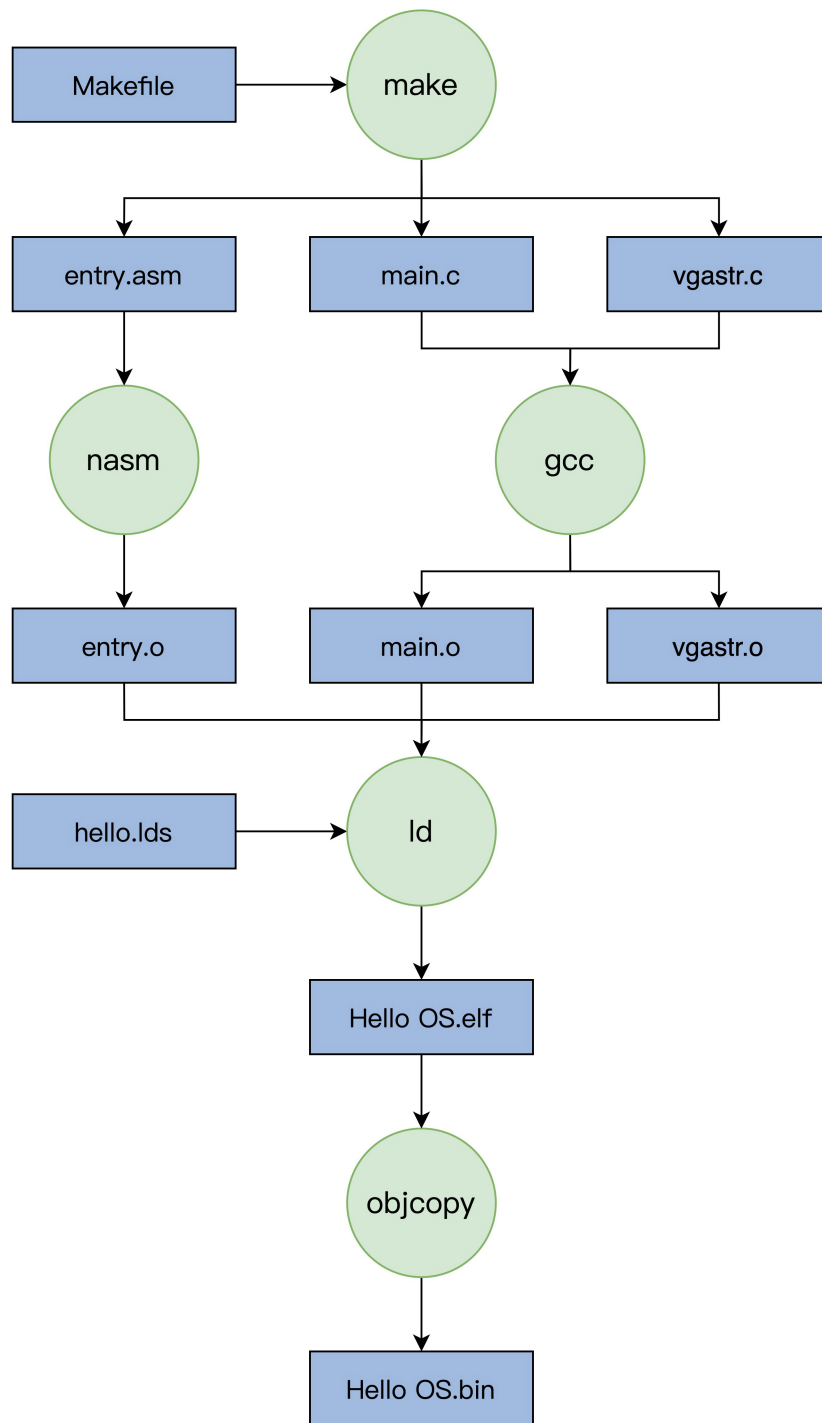 Makefile
make
entry.asm
main.c
vgastr.c
nasm
gcc
entry.o
main.o
vgastr.o
hello.lds
ld
Hello OS.elf
objcopy
Hello OS.bin